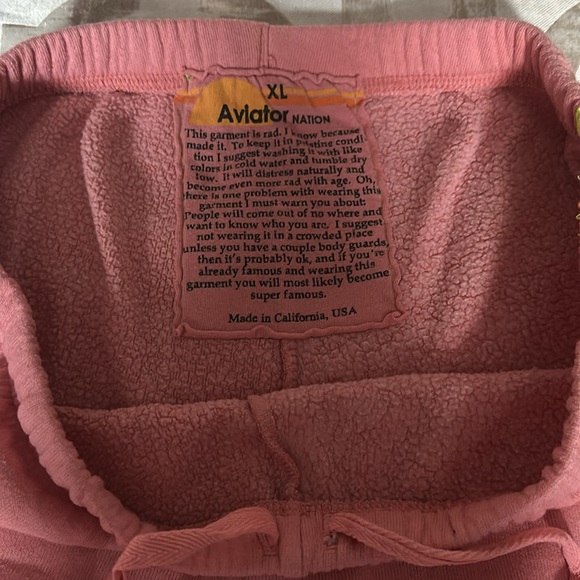 XL
Aviator NATION
This garment is rad. I know because
made it. To keep it in pristine condi-
tion I suggest washing it with like
colors in cold water and tumble dry
low. It will distress naturally and
become even more rad with age. Oh,
there is one problem with wearing this
garment I must warn you about:
People will come out of no where and
want to know who you are. I suggest
not wearing it in a crowded place
unless you have a couple body guards,
then it's probably ok, and if you're
already famous and wearing this
garment you will most likely become
super famous.
Made in California, USA